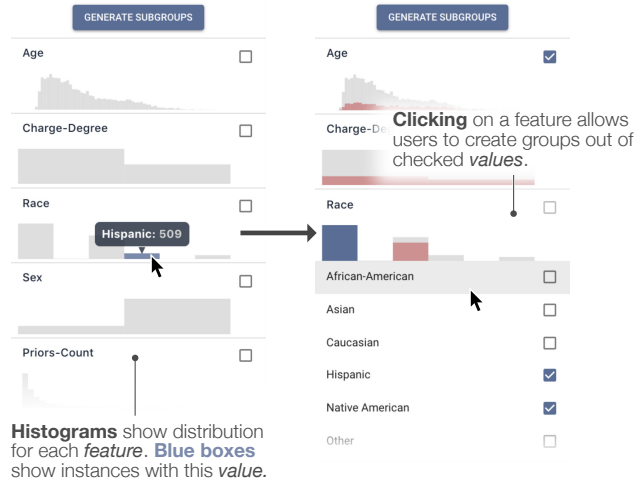 GENERATE SUBGROUPS
Age
Charge-Degree
Race
Hispanic: 509
Sex
Priors-Count
Histograms show distribution
for each feature. Blue boxes
show instances with this value.
GENERATE SUBGROUPS
Age
Clicking on a feature allows
users to create groups out of
checked values.
Charge-De
Race
African-American
Asian
Caucasian
Hispanic
Native American
Other